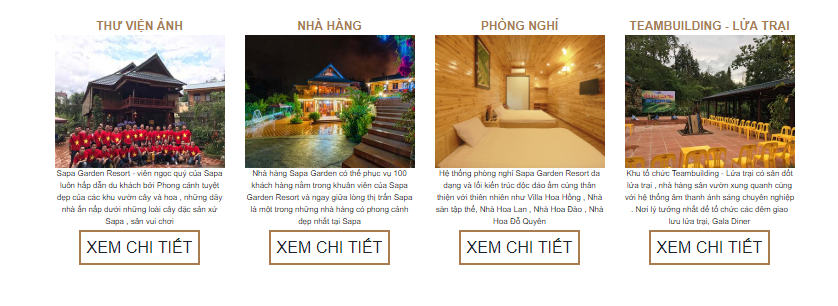 THƯ VIỆN ẢNH
Sapa Garden Resort - viên ngọc quý của Sapa
luôn hấp dẫn du khách bởi Phong cảnh tuyệt
đẹp của các khu vườn cây và hoa , những dãy
nhà ẩn nấp dưới những loài cây đặc sản xứ
Sapa , sân vui chơi
XEM CHI TIẾT
NHÀ HÀNG
Nhà hàng Sapa Garden có thể phục vụ 100
khách hàng nằm trong khuân viên của Sapa
Garden Resort và ngay giữa lòng thị trấn Sapa
là một trong những nhà hàng có phong cảnh
đẹp nhất tại Sapa
XEM CHI TIẾT
PHÒNG NGHỈ
Hệ thống phòng nghỉ Sapa Garden Resort đa
dạng và lối kiến trúc độc đáo ấm cúng thân
thiện với thiên nhiên như Villa Hoa Hồng , Nhà
sàn tập thể, Nhà Hoa Lan , Nhà Hoa Đào , Nhà
Hoa Đỗ Quyên
XEM CHI TIẾT
TEAMBUILDING - LỬA TRẠI
Khu tổ chức Teambuilding - Lửa trại có sân đốt
lửa trại , nhà hàng sân vườn xung quanh cùng
với hệ thống âm thanh ánh sáng chuyên nghiệp
. Nơi lý tưởng nhất để tổ chức các đêm giao
lưu lửa trại, Gala Diner
XEM CHI TIẾT